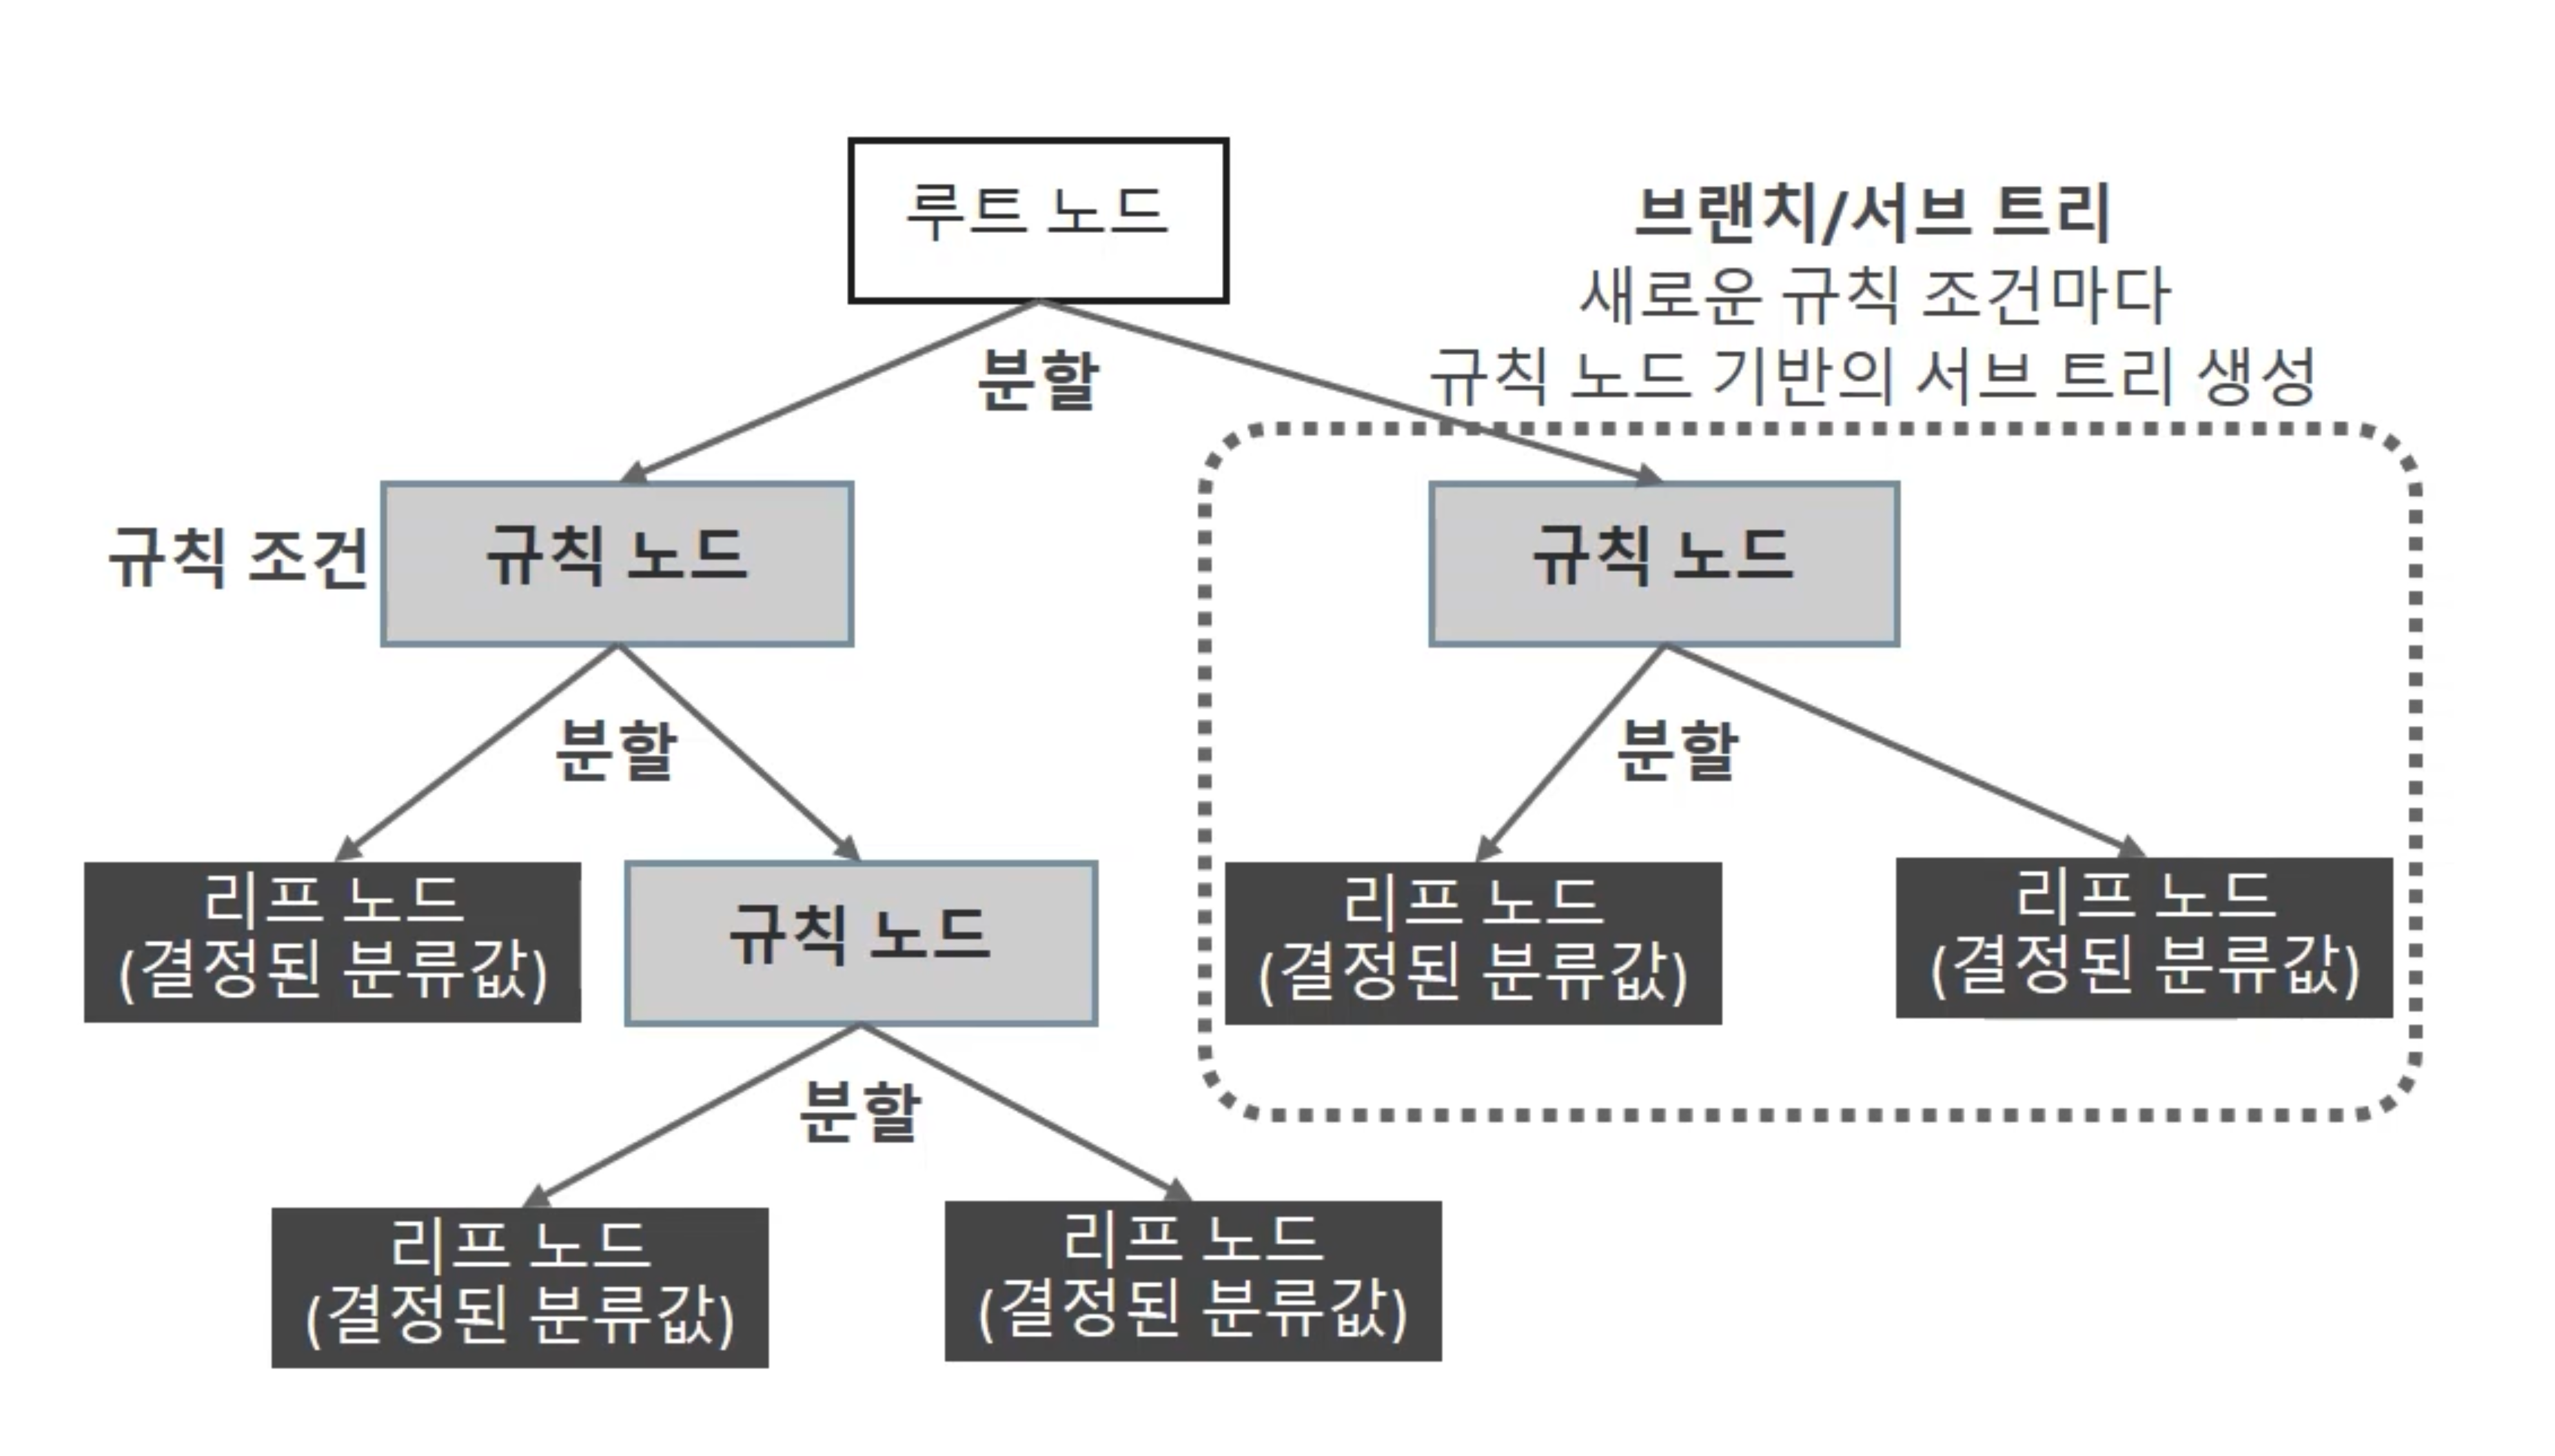 루트 노드
브랜치/서브 트리
새로운 규칙 조건마다
규칙 노드 기반의 서브 트리 생성
분할
규칙 조건
규칙 노드
규칙 노드
분할
분할
리프 노드
(결정된 분류값)
규칙 노드
리프 노드
(결정된 분류값)
리프 노드
(결정된 분류값)
분할
리프 노드
(결정된 분류값)
리프 노드
(결정된 분류값)